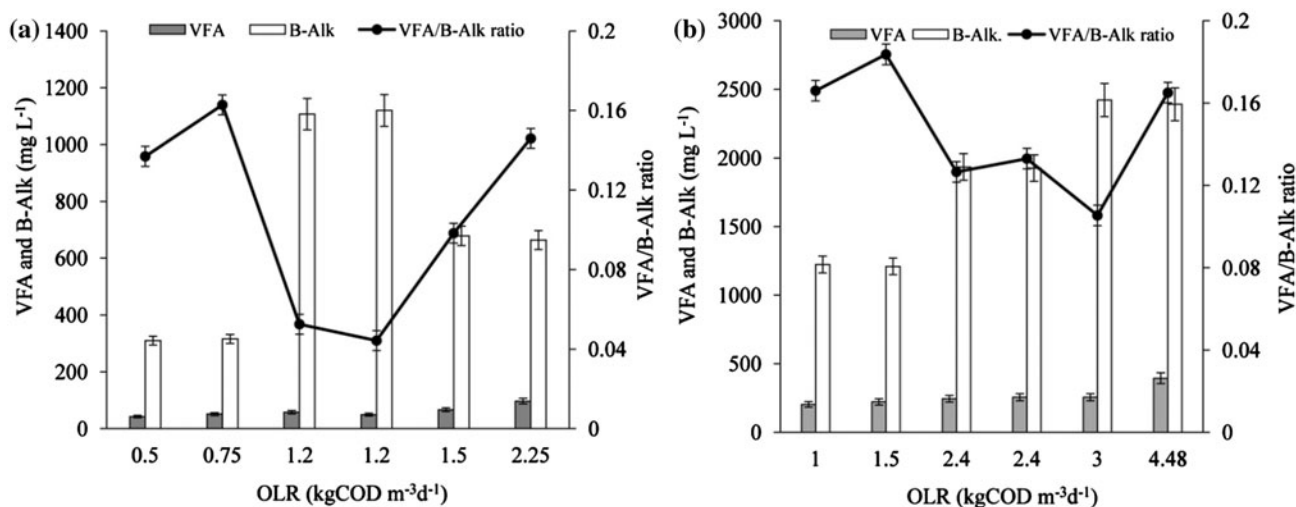 (a)
VFA B-Alk VFA/B-Alk ratio
VFA and B-Alk (mg L-1)
1400
1200
1000
800
600
400
200
0
0.2
0.16
0.12
0.08
0.04
0
VFA/B-Alk ratio
0.5 0.75 1.2 1.2 1.5 2.25
OLR (kgCOD m-3d-1)
(b)
VFA B-Alk. VFA/B-Alk ratio
VFA and B-Alk (mg L-1)
3000
2500
2000
1500
1000
500
0
0.2
0.16
0.12
0.08
0.04
0
VFA/B-Alk ratio
1 1.5 2.4 2.4 3 4.48
OLR (kgCOD m-3d-1)